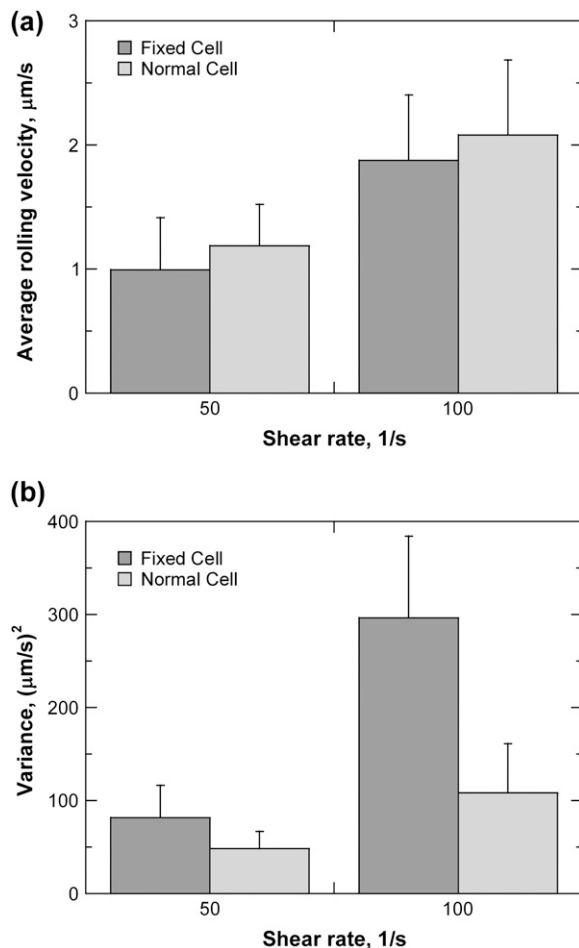 (a)
3
2
1
0
Average rolling velocity, μm/s
Fixed Cell
Normal Cell
50
100
Shear rate, 1/s
(b)
400
300
200
100
0
Variance, (μm/s)²
Fixed Cell
Normal Cell
50
100
Shear rate, 1/s